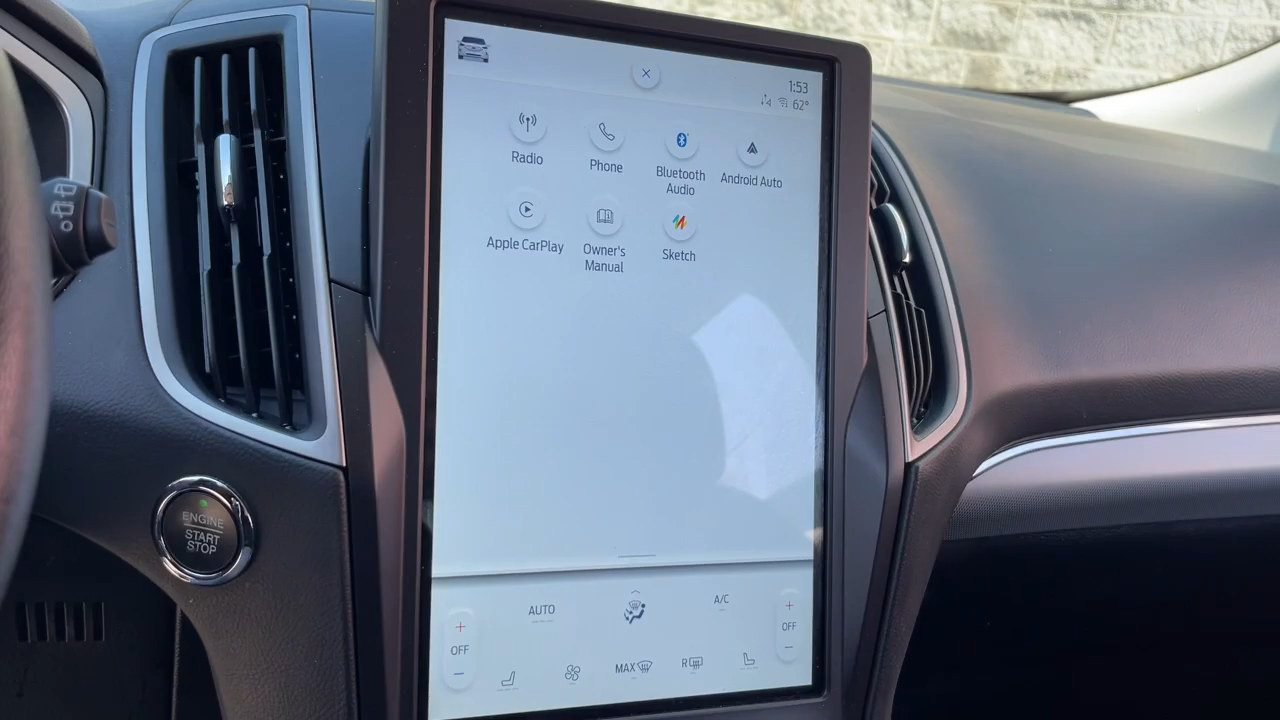 1:53
62°
Radio
Phone
Bluetooth
Audio
Android Auto
Apple CarPlay
Owner's
Manual
Sketch
ENGINE
START
STOP
AUTO
A/C
+
OFF
−
+
OFF
−
MAX
R